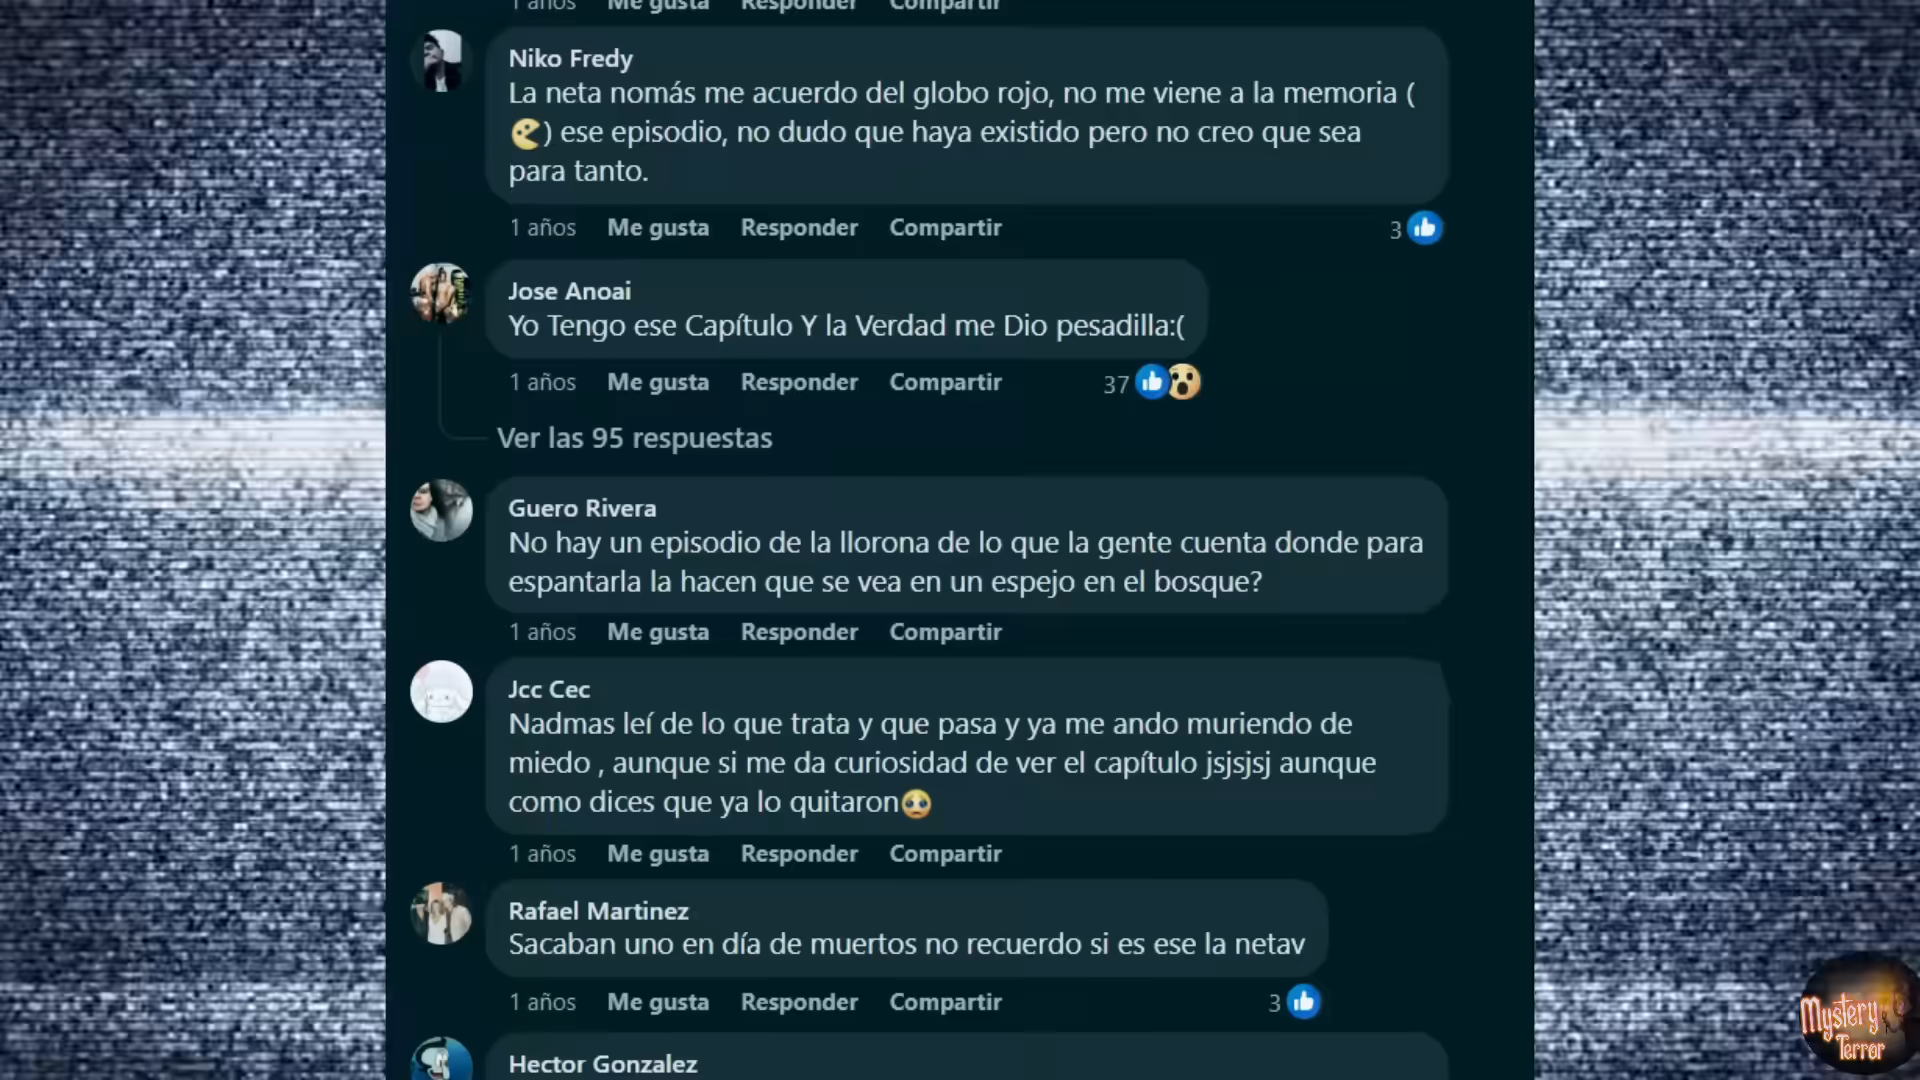 1 años Me gusta Responder Compartir
Niko Fredy
La neta nomás me acuerdo del globo rojo, no me viene a la memoria (
) ese episodio, no dudo que haya existido pero no creo que sea
para tanto.
1 años Me gusta Responder Compartir 3
Jose Anoai
Yo Tengo ese Capítulo Y la Verdad me Dio pesadilla:(
1 años Me gusta Responder Compartir 37
Ver las 95 respuestas
Guero Rivera
No hay un episodio de la llorona de lo que la gente cuenta donde para
espantarla la hacen que se vea en un espejo en el bosque?
1 años Me gusta Responder Compartir
Jcc Cec
Nadmas leí de lo que trata y que pasa y ya me ando muriendo de
miedo , aunque si me da curiosidad de ver el capítulo jsjsjsj aunque
como dices que ya lo quitaron🥺
1 años Me gusta Responder Compartir
Rafael Martinez
Sacaban uno en día de muertos no recuerdo si es ese la netav
1 años Me gusta Responder Compartir 3
Hector Gonzalez
Mystery
Terror